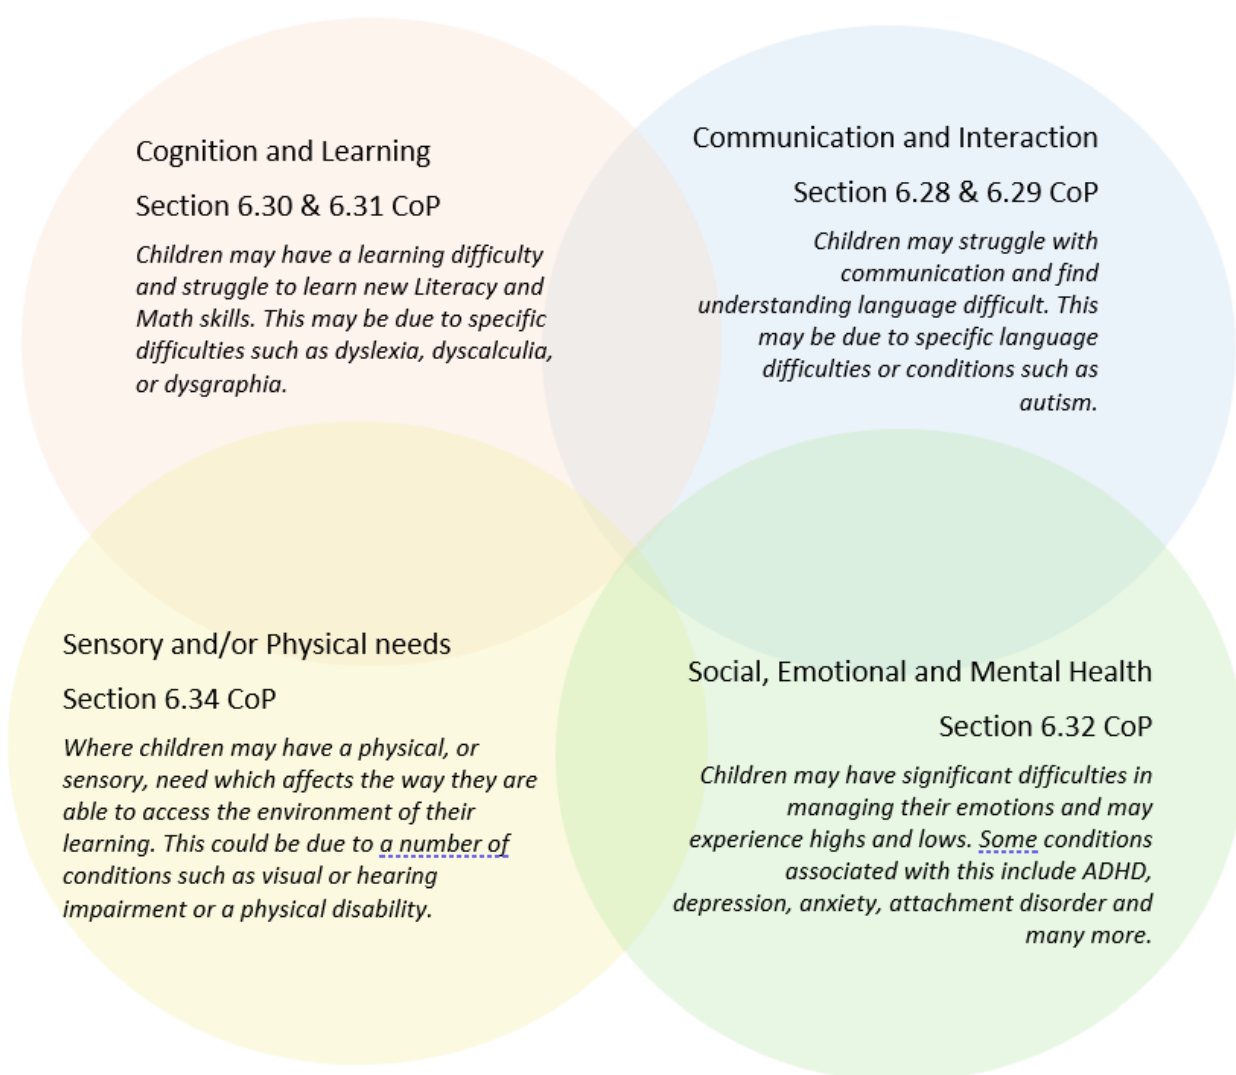 Cognition and Learning
Section 6.30 & 6.31 CoP
Children may have a learning difficulty
and struggle to learn new Literacy and
Math skills. This may be due to specific
difficulties such as dyslexia, dyscalculia,
or dysgraphia.
Communication and Interaction
Section 6.28 & 6.29 CoP
Children may struggle with
communication and find
understanding language difficult. This
may be due to specific language
difficulties or conditions such as
autism.
Sensory and/or Physical needs
Section 6.34 CoP
Where children may have a physical, or
sensory, need which affects the way they are
able to access the environment of their
learning. This could be due to a number of
conditions such as visual or hearing
impairment or a physical disability.
Social, Emotional and Mental Health
Section 6.32 CoP
Children may have significant difficulties in
managing their emotions and may
experience highs and lows. Some conditions
associated with this include ADHD,
depression, anxiety, attachment disorder and
many more.